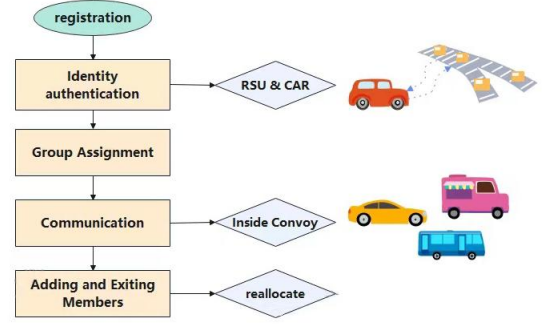 registration
Identity
authentication
RSU & CAR
Group Assignment
Communication
Inside Convoy
Adding and Exiting
Members
reallocate